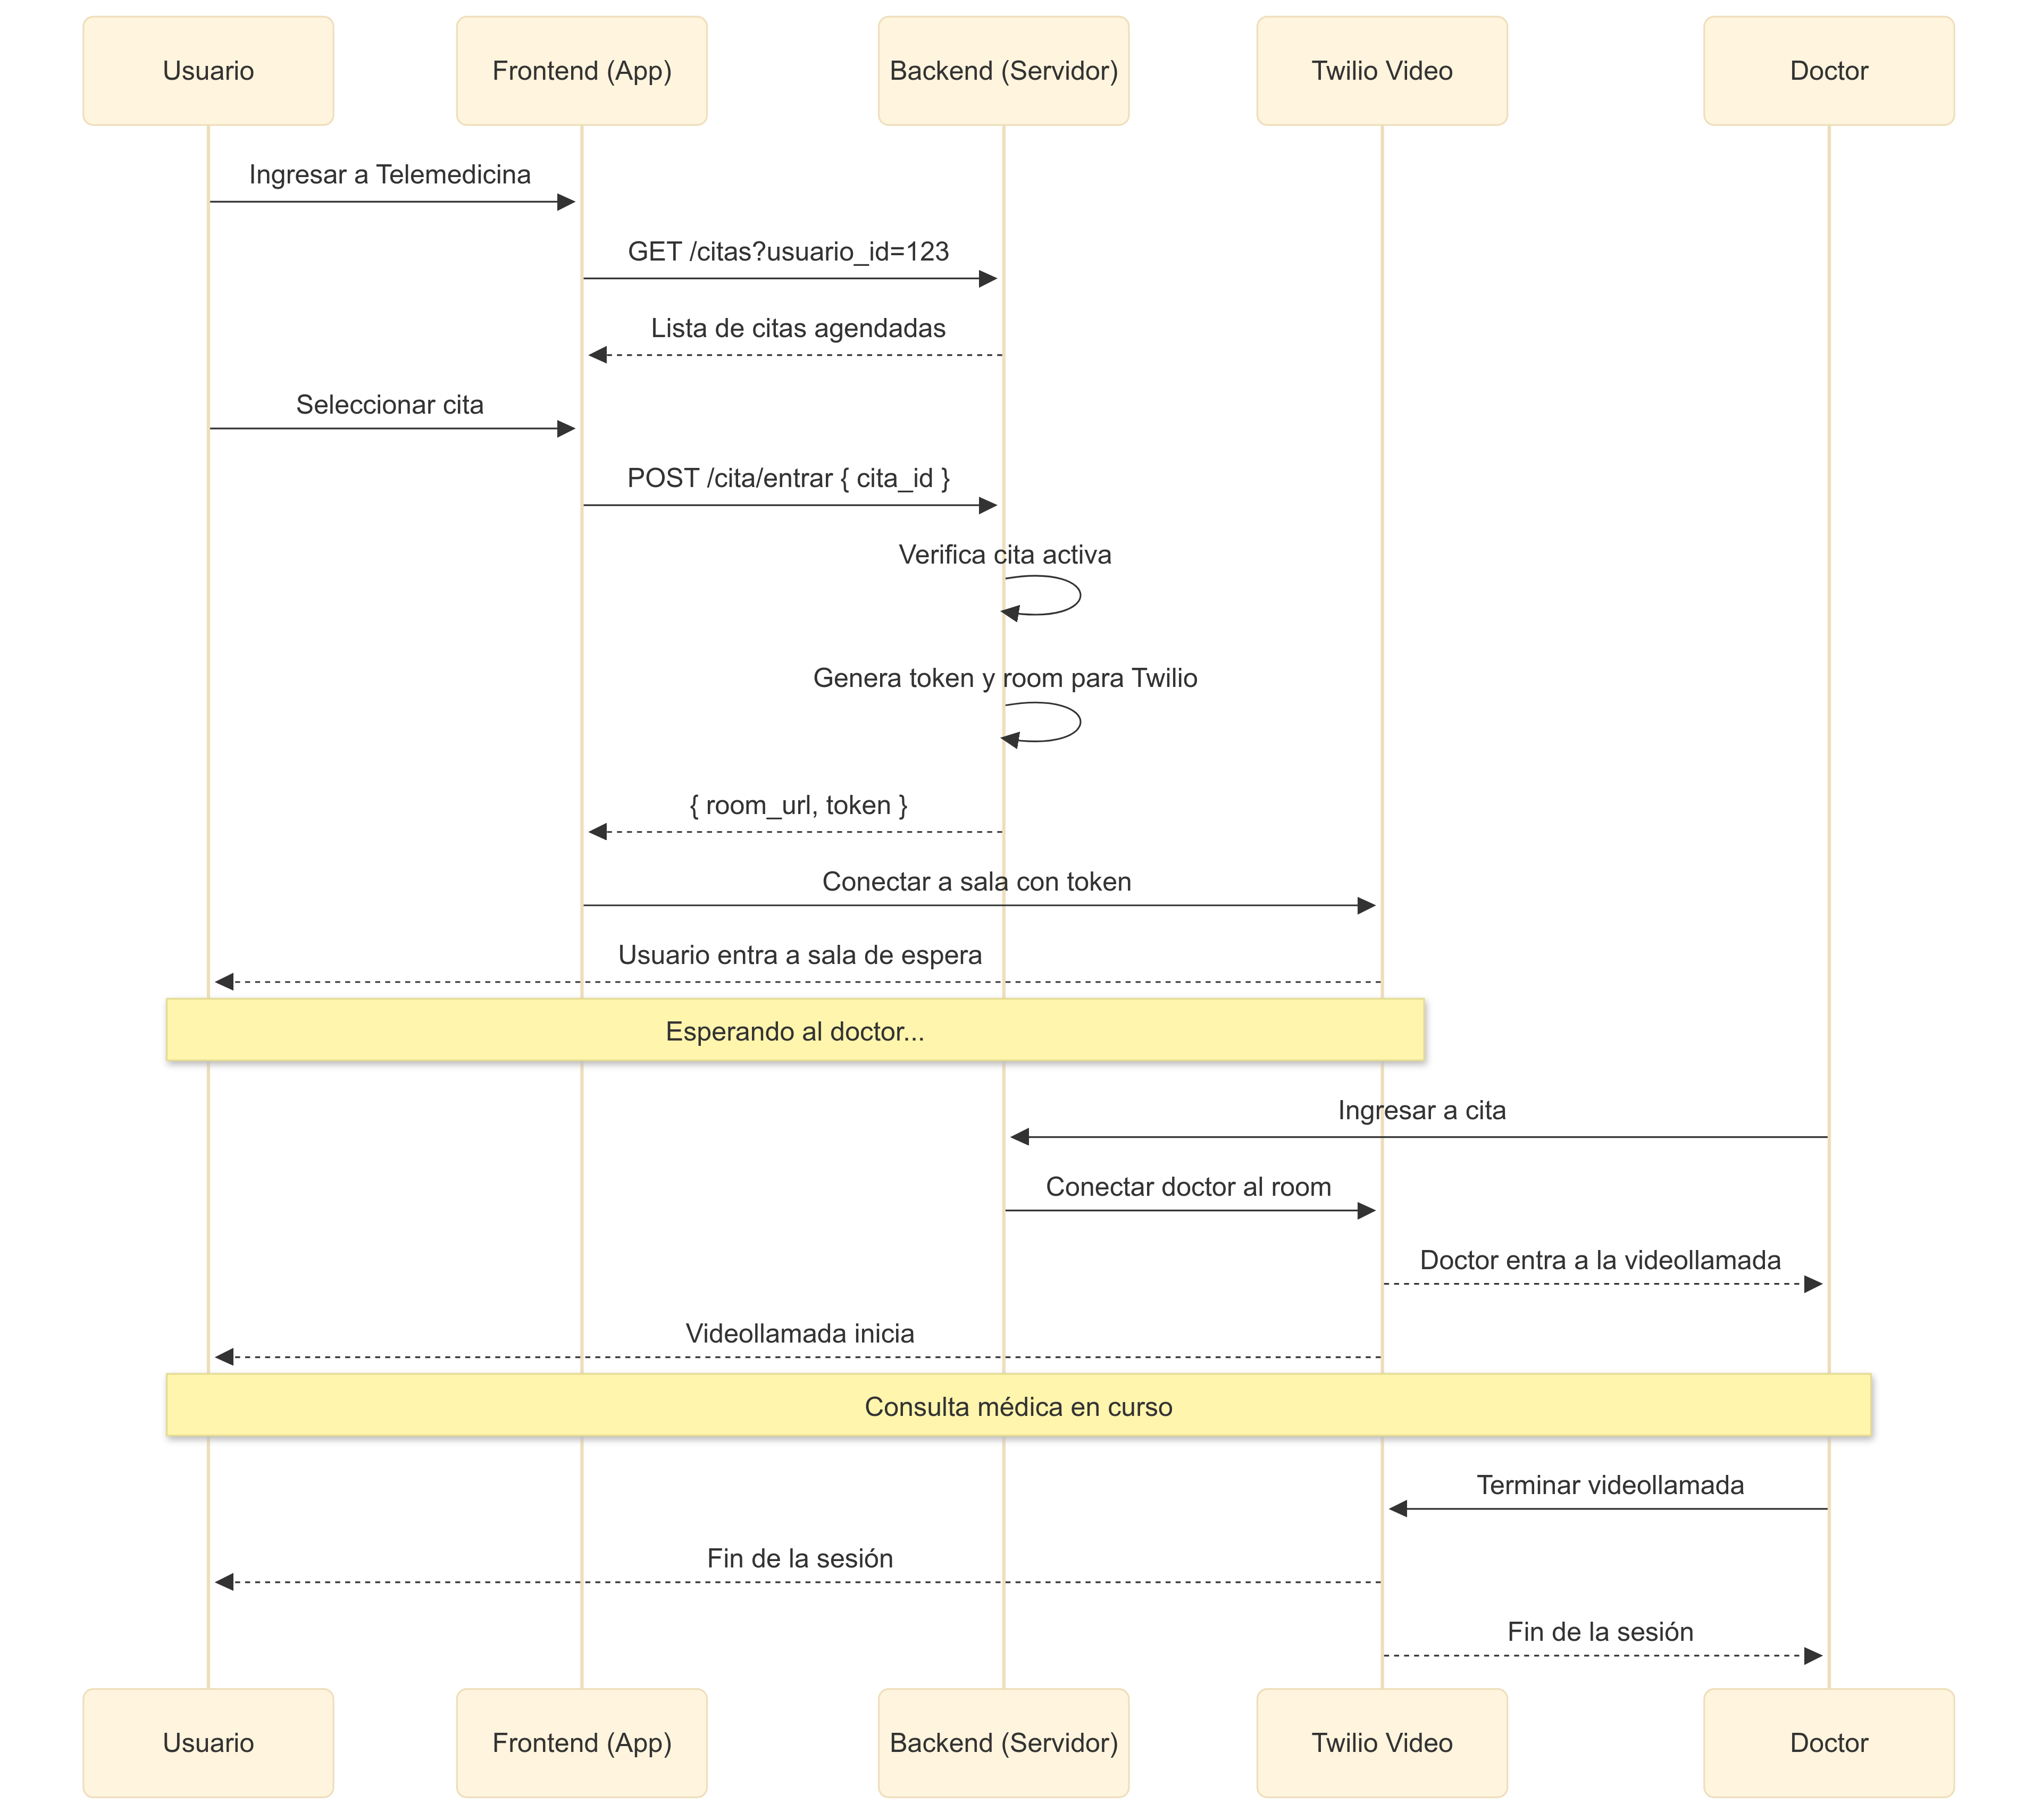 Usuario
Frontend (App)
Backend (Servidor)
Twilio Video
Doctor
Ingresar a Telemedicina
GET /citas?usuario_id=123
Lista de citas agendadas
Seleccionar cita
POST /cita/entrar { cita_id }
Verifica cita activa
Genera token y room para Twilio
{ room_url, token }
Conectar a sala con token
Usuario entra a sala de espera
Esperando al doctor...
Ingresar a cita
Conectar doctor al room
Doctor entra a la videollamada
Videollamada inicia
Consulta médica en curso
Terminar videollamada
Fin de la sesión
Fin de la sesión
Usuario
Frontend (App)
Backend (Servidor)
Twilio Video
Doctor